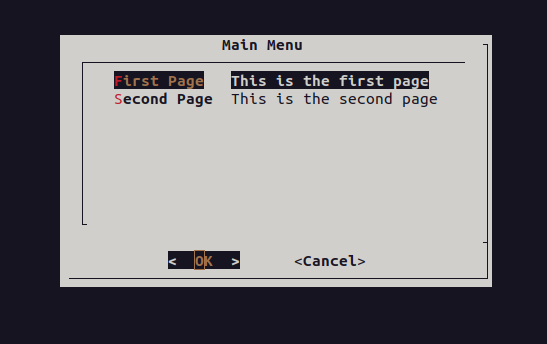 Main Menu
First Page This is the first page
Second Page This is the second page
< OK > <Cancel>